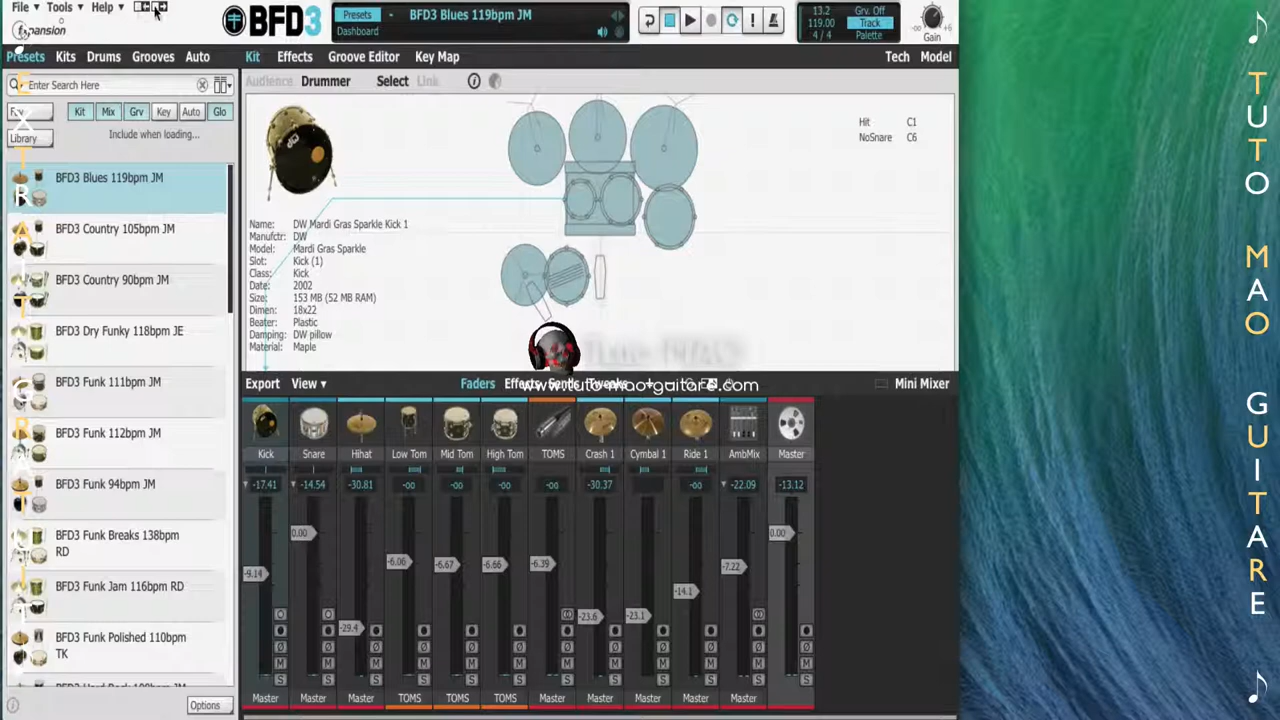 File ▾ Tools ▾ Help ▾
BFD3
Presets - BFD3 Blues 119bpm JM
Dashboard
13.2 Grv. Off
119.00 Track
4 / 4 Palette
-oo +6
Gain
Presets Kits Drums Grooves Auto
Kit Effects Groove Editor Key Map
Tech Model
Enter Search Here
Audience Drummer Select Link
Kit Mix Grv Key Auto Glo
Library
Include when loading...
BFD3 Blues 119bpm JM
BFD3 Country 105bpm JM
BFD3 Country 90bpm JM
BFD3 Dry Funky 118bpm JE
BFD3 Funk 111bpm JM
BFD3 Funk 112bpm JM
BFD3 Funk 94bpm JM
BFD3 Funk Breaks 138bpm
RD
BFD3 Funk Jam 116bpm RD
BFD3 Funk Polished 110bpm
TK
Options
Hit C1
NoSnare C6
Name: DW Mardi Gras Sparkle Kick 1
Manufctr: DW
Model: Mardi Gras Sparkle
Slot: Kick (1)
Class: Kick
Date: 2002
Size: 153 MB (52 MB RAM)
Dimen: 18x22
Beater: Plastic
Damping: DW pillow
Material: Maple
www.tuto-mao-guitare.com
Export View ▾
Faders Effects Sends Tweaks
Mini Mixer
Kick Snare Hihat Low Tom Mid Tom High Tom TOMS Crash 1 Cymbal 1 Ride 1 AmbMix Master
-17.41 -14.54 -30.81 -oo -oo -oo -oo -30.37 -oo -22.09 -13.12
-9.14 0.00 -29.4 -6.06 -6.67 -6.66 -6.39 -23.6 -23.1 -14.1 -7.22 0.00
Master Master Master TOMS TOMS TOMS Master Master Master Master Master
TUTO MAO GUITARE